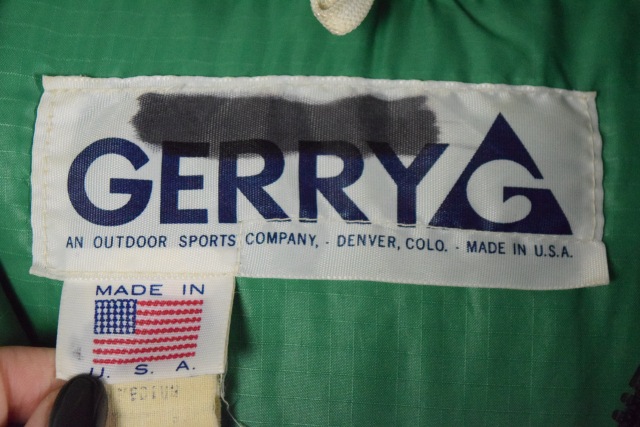 GERRY G
AN OUTDOOR SPORTS COMPANY, · DENVER, COLO. · MADE IN U.S.A.
MADE IN
U. S. A.